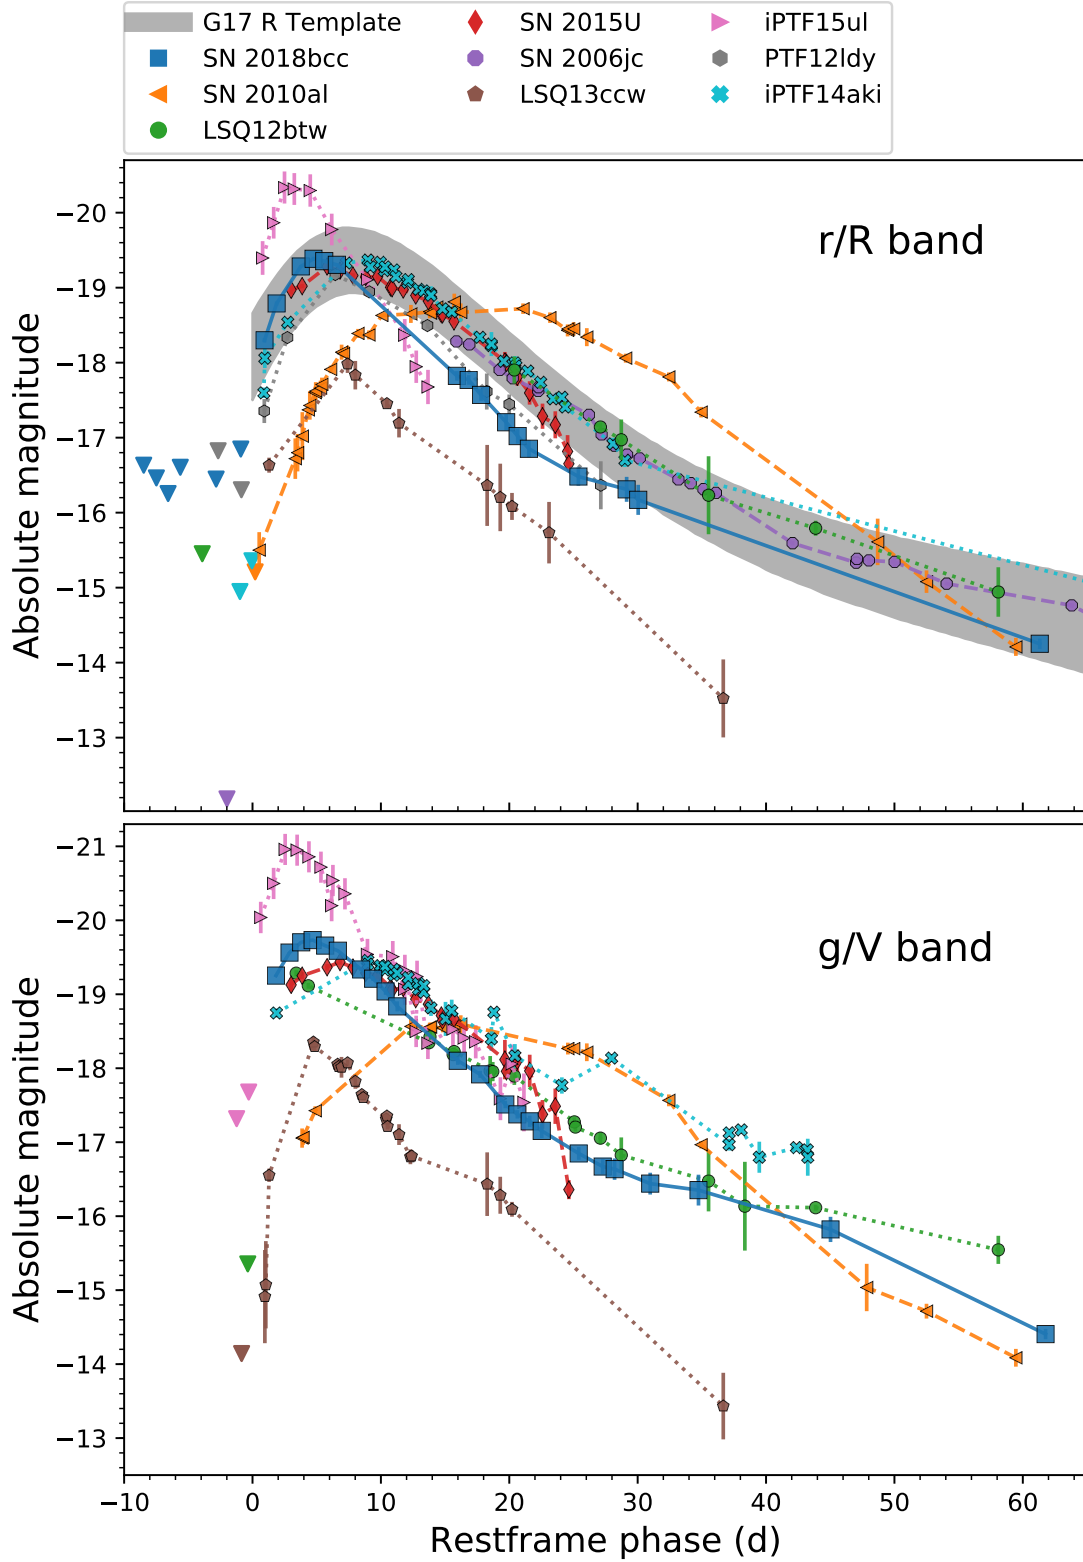 G17 R Template
SN 2018bcc
SN 2010al
LSQ12btw
SN 2015U
SN 2006jc
LSQ13ccw
iPTF15ul
PTF12ldy
iPTF14aki
r/R band
−20
−19
−18
−17
−16
−15
−14
−13
Absolute magnitude
g/V band
−21
−20
−19
−18
−17
−16
−15
−14
−13
Absolute magnitude
−10 0 10 20 30 40 50 60
Restframe phase (d)